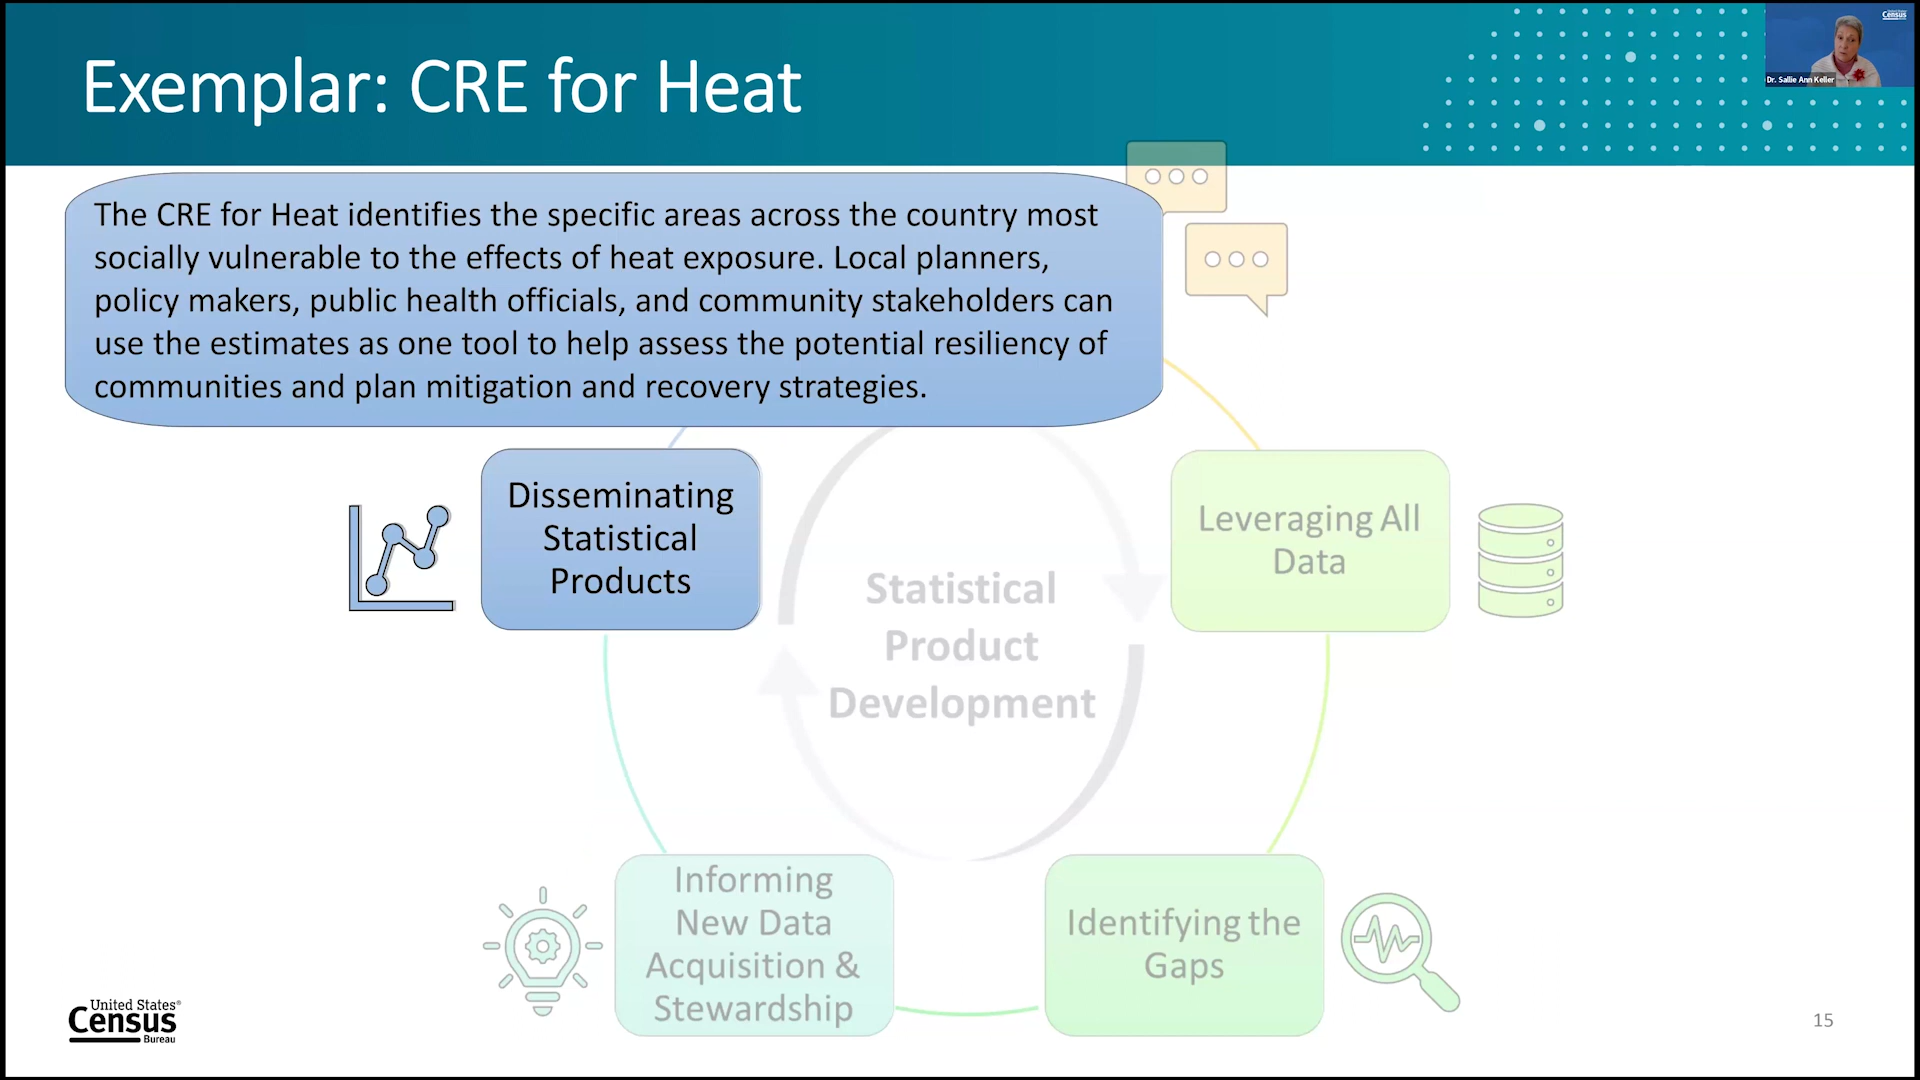 Exemplar: CRE for Heat
Census
Dr. Sallie Ann Keller
The CRE for Heat identifies the specific areas across the country most
socially vulnerable to the effects of heat exposure. Local planners,
policy makers, public health officials, and community stakeholders can
use the estimates as one tool to help assess the potential resiliency of
communities and plan mitigation and recovery strategies.
Disseminating
Statistical
Products
Leveraging All
Data
Statistical
Product
Development
Informing
New Data
Acquisition &
Stewardship
Identifying the
Gaps
United States®
Census
Bureau
15